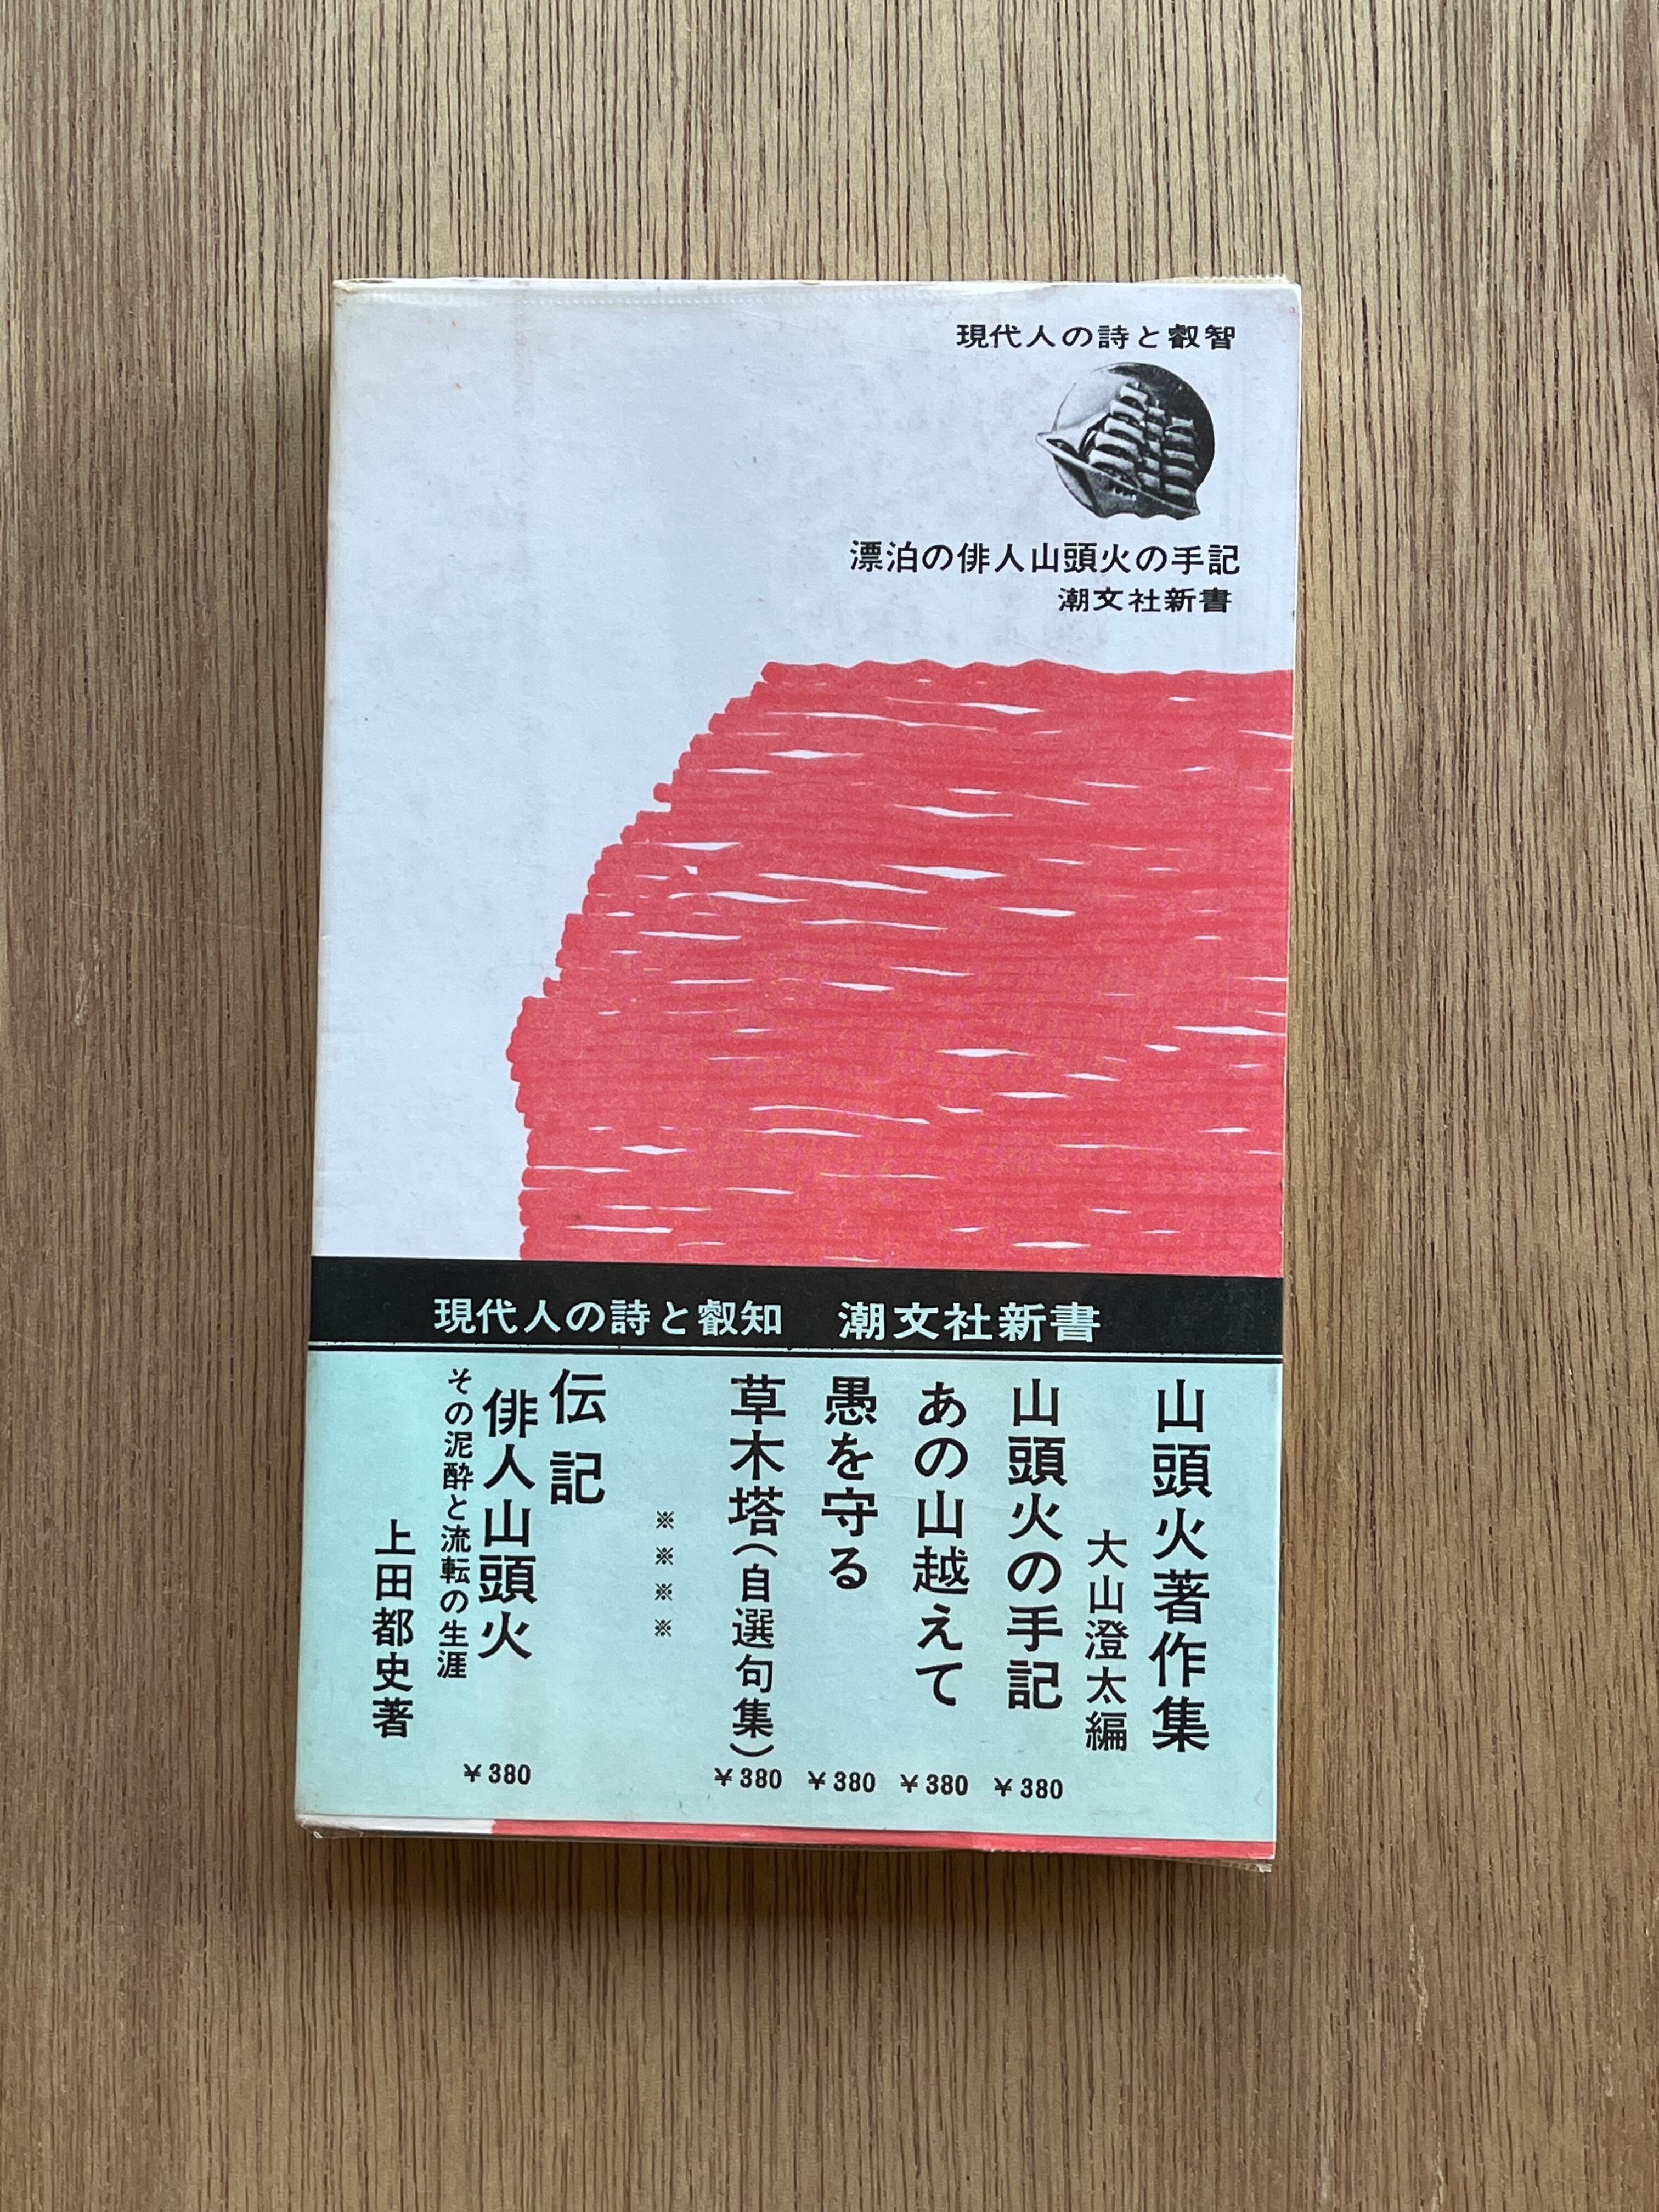 現代人の詩と叡智
漂泊の俳人山頭火の手記
潮文社新書
現代人の詩と叡知　潮文社新書
山頭火著作集
大山澄太編
山頭火の手記
¥380
あの山越えて
¥380
愚を守る
¥380
草木塔(自選句集)
¥380
※※※※
伝記
俳人山頭火
¥380
その泥酔と流転の生涯
上田都史著